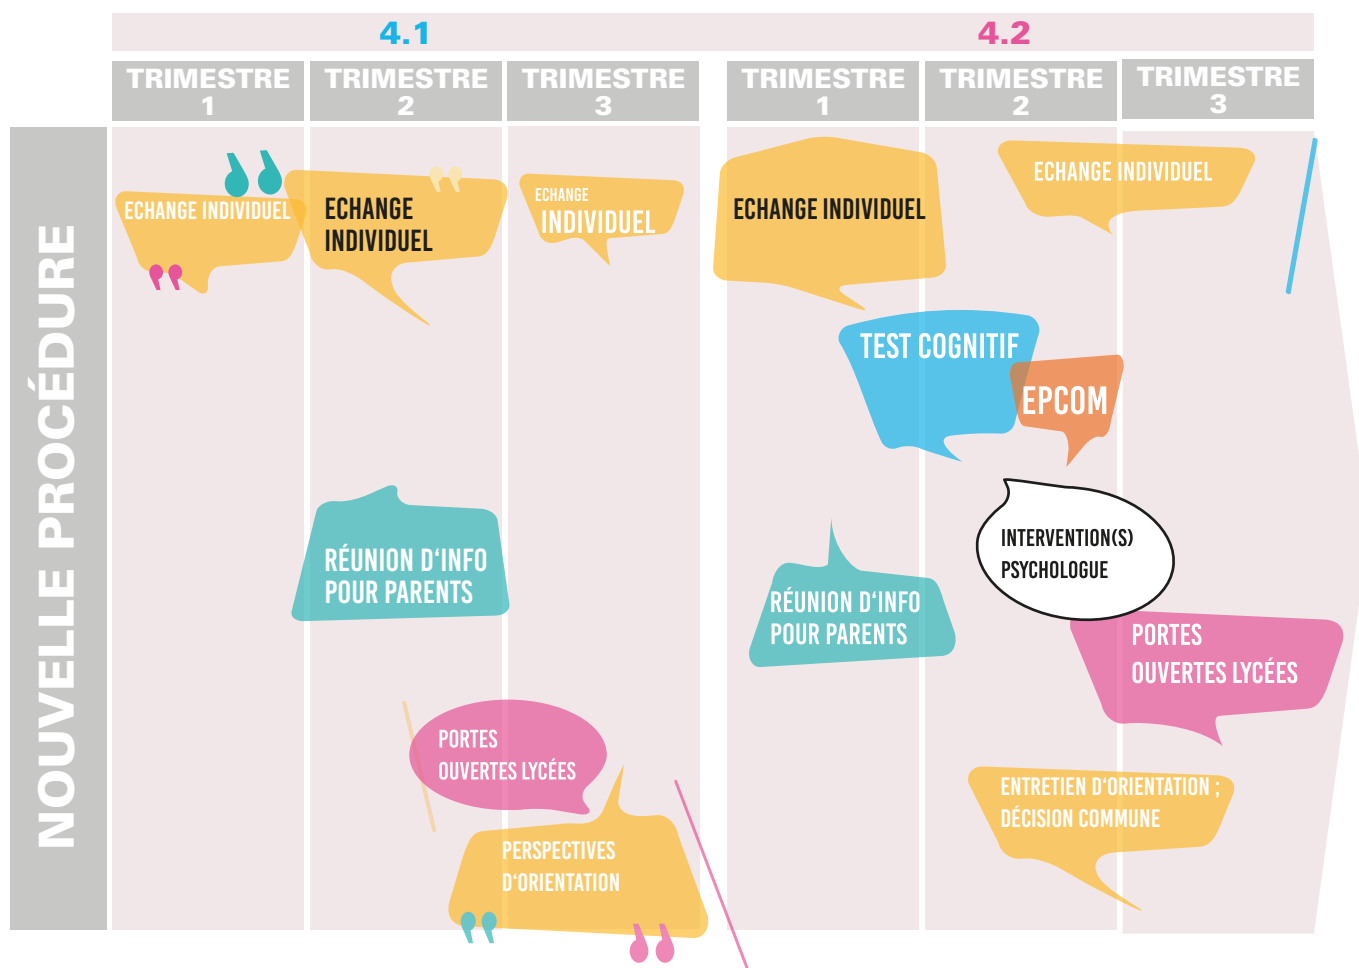 4.1
4.2
TRIMESTRE
1
TRIMESTRE
2
TRIMESTRE
3
TRIMESTRE
1
TRIMESTRE
2
TRIMESTRE
3
NOUVELLE PROCÉDURE
ECHANGE INDIVIDUEL
ECHANGE
INDIVIDUEL
ECHANGE
INDIVIDUEL
ECHANGE INDIVIDUEL
ECHANGE INDIVIDUEL
TEST COGNITIF
EPCOM
RÉUNION D‘INFO
POUR PARENTS
RÉUNION D‘INFO
POUR PARENTS
INTERVENTION(S)
PSYCHOLOGUE
PORTES
OUVERTES LYCÉES
PORTES
OUVERTES LYCÉES
PERSPECTIVES
D‘ORIENTATION
ENTRETIEN D‘ORIENTATION ;
DÉCISION COMMUNE